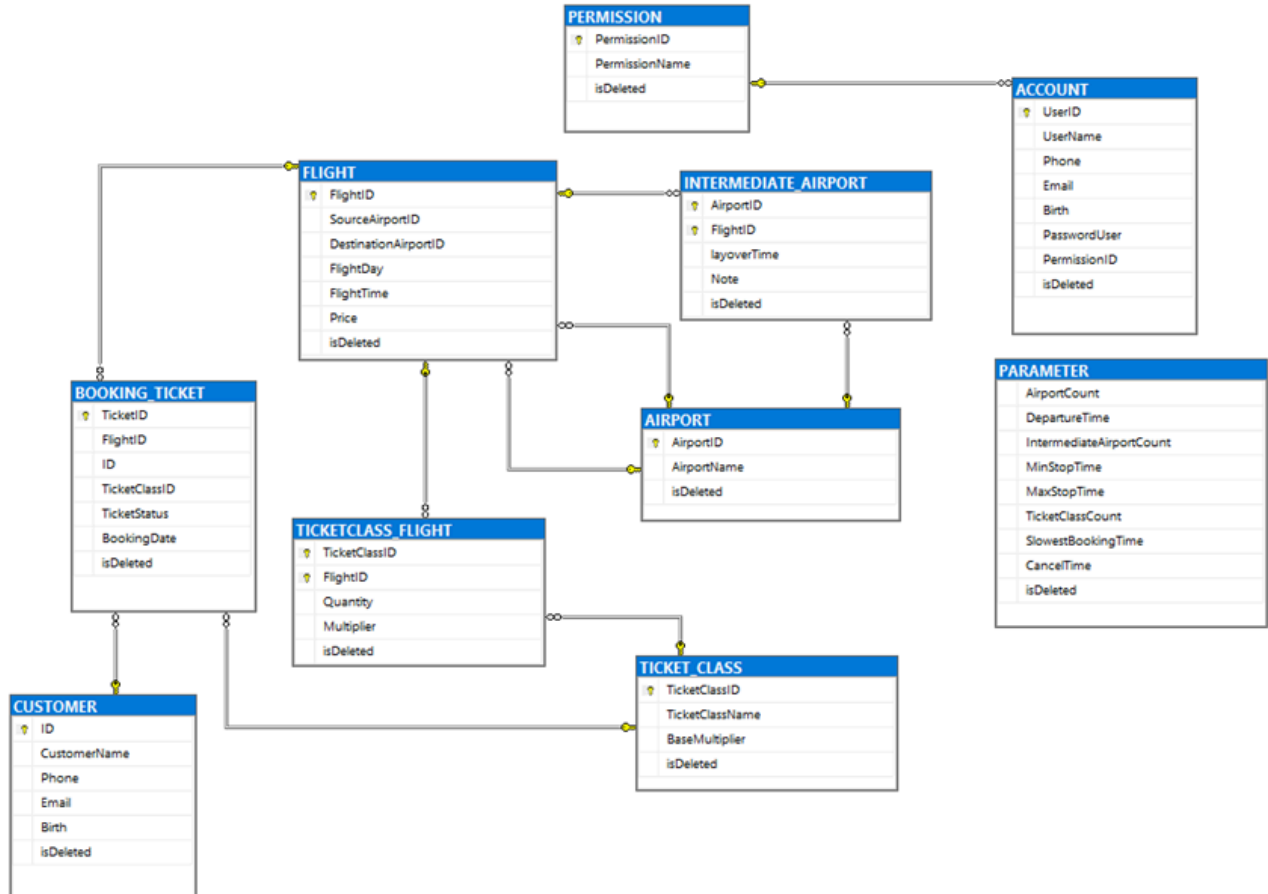 PERMISSION
PermissionID
PermissionName
isDeleted
ACCOUNT
UserID
UserName
Phone
Email
Birth
PasswordUser
PermissionID
isDeleted
FLIGHT
FlightID
SourceAirportID
DestinationAirportID
FlightDay
FlightTime
Price
isDeleted
INTERMEDIATE_AIRPORT
AirportID
FlightID
layoverTime
Note
isDeleted
PARAMETER
AirportCount
DepartureTime
IntermediateAirportCount
MinStopTime
MaxStopTime
TicketClassCount
SlowestBookingTime
CancelTime
isDeleted
BOOKING_TICKET
TicketID
FlightID
ID
TicketClassID
TicketStatus
BookingDate
isDeleted
AIRPORT
AirportID
AirportName
isDeleted
TICKETCLASS_FLIGHT
TicketClassID
FlightID
Quantity
Multiplier
isDeleted
TICKET_CLASS
TicketClassID
TicketClassName
BaseMultiplier
isDeleted
CUSTOMER
ID
CustomerName
Phone
Email
Birth
isDeleted